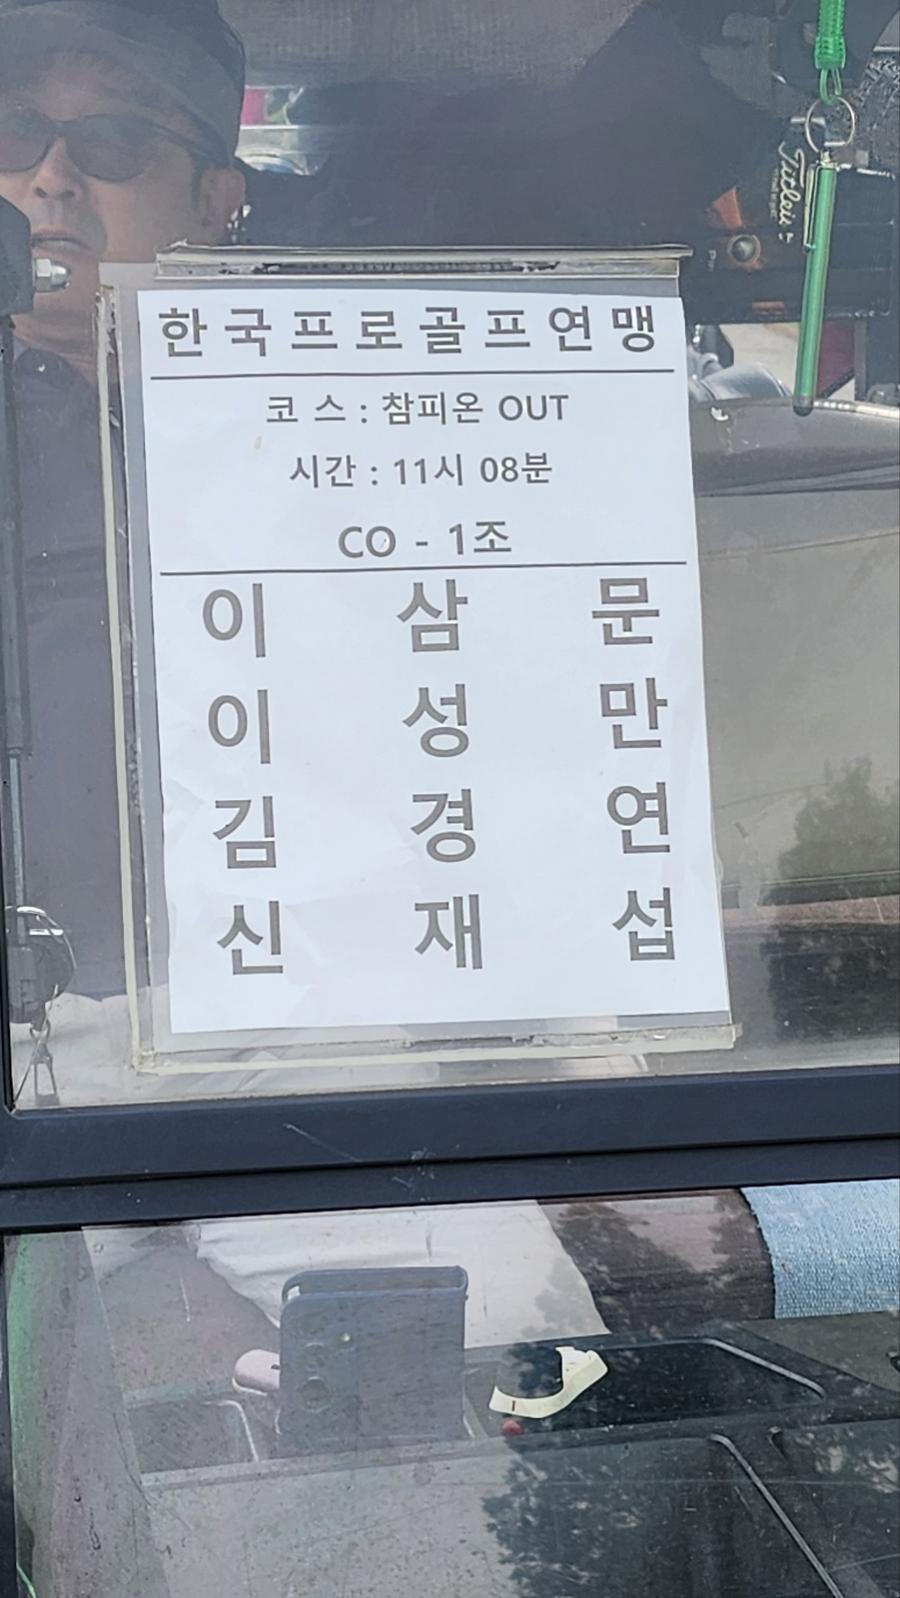 한국프로골프연맹
코 스 : 참피온 OUT
시간 : 11시 08분
CO - 1조
이 삼 문
이 성 만
김 경 연
신 재 섭
Titleist